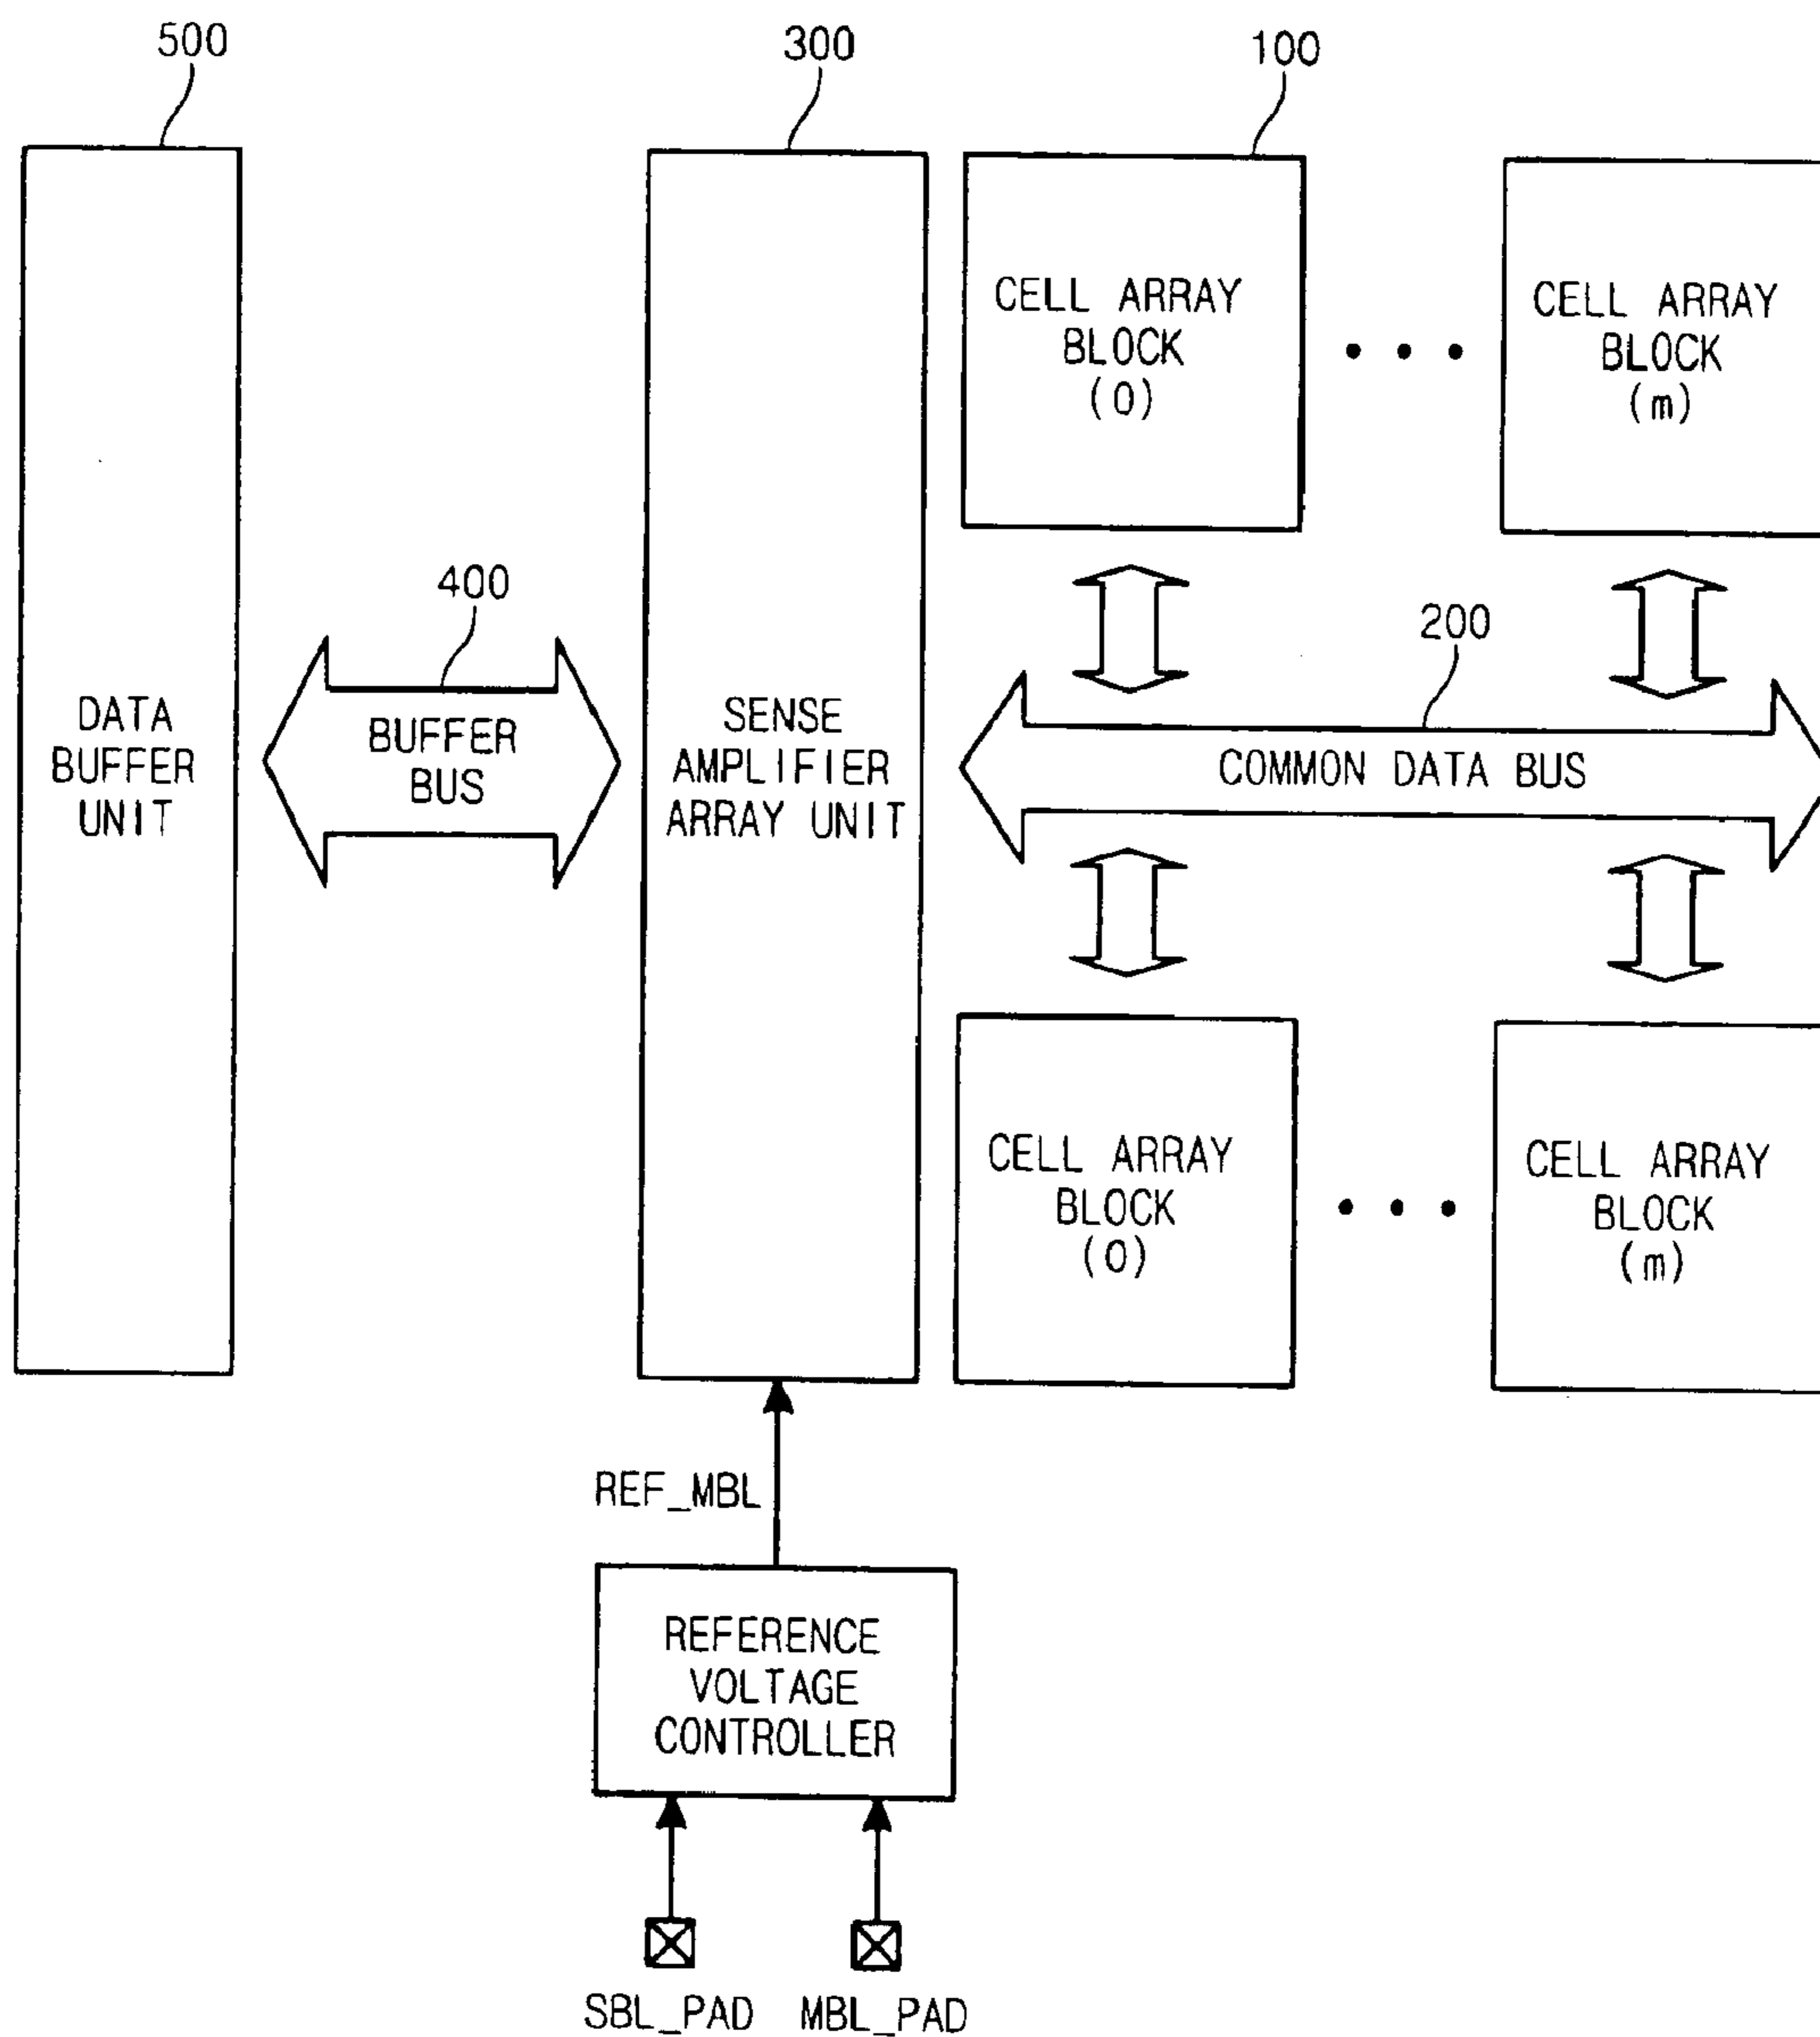 500
300
100
CELL ARRAY
BLOCK
(0)
CELL ARRAY
BLOCK
(m)
400
200
DATA
BUFFER
UNIT
BUFFER
BUS
SENSE
AMPLIFIER
ARRAY UNIT
COMMON DATA BUS
CELL ARRAY
BLOCK
(0)
CELL ARRAY
BLOCK
(m)
REF_MBL
REFERENCE
VOLTAGE
CONTROLLER
SBL_PAD
MBL_PAD